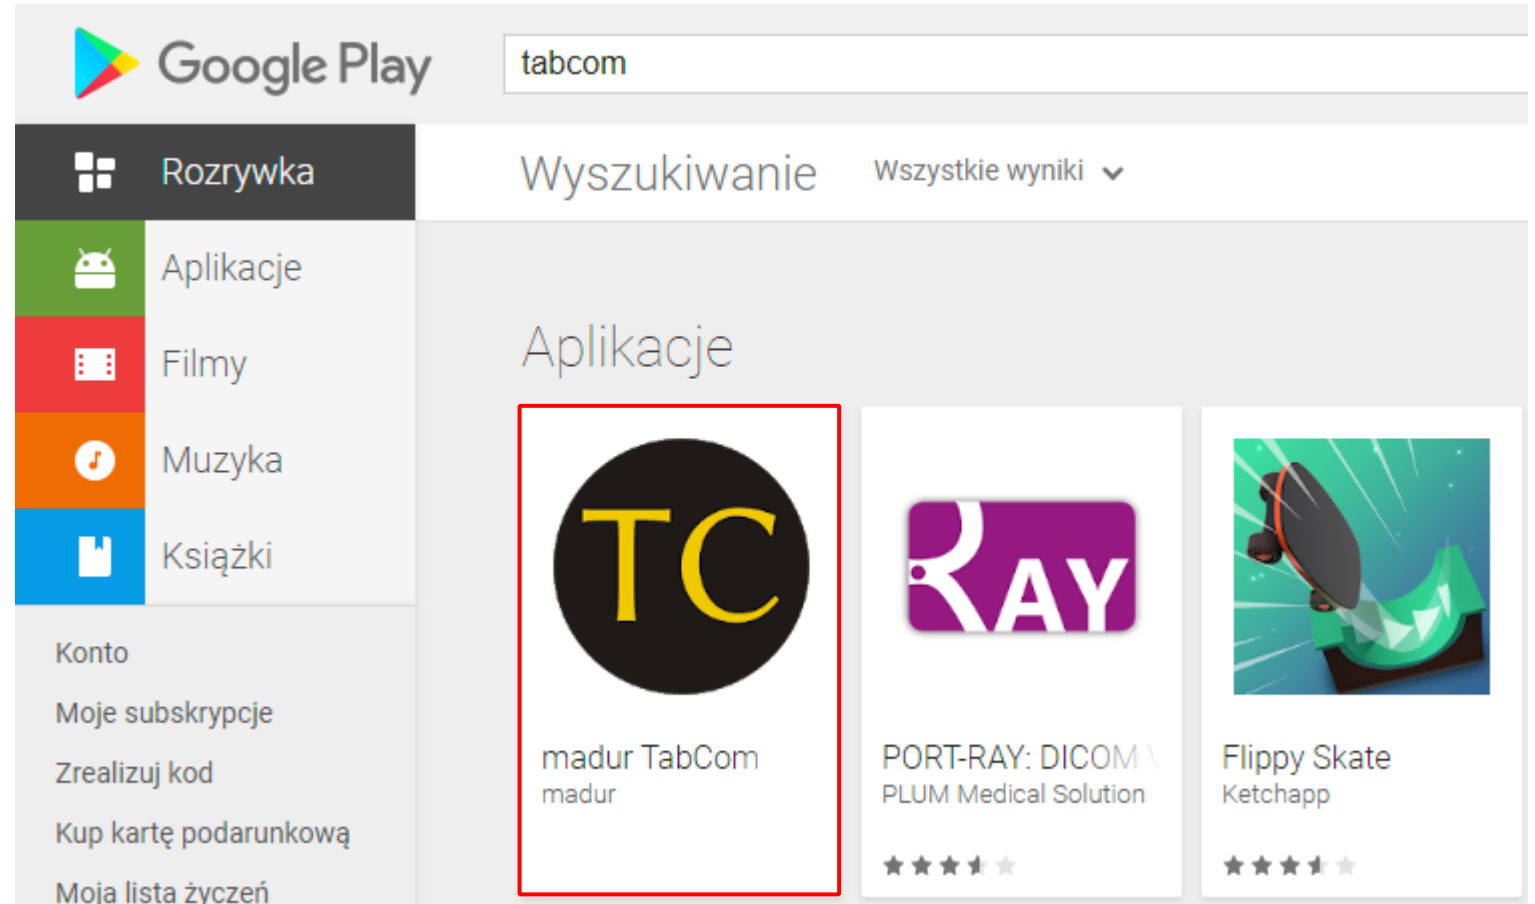 Google Play
tabcom
Rozrywka
Wyszukiwanie
Wszystkie wyniki
Aplikacje
Filmy
Muzyka
Książki
Konto
Moje subskrypcje
Zrealizuj kod
Kup kartę podarunkową
Moja lista życzeń
Aplikacje
TC
madur TabCom
madur
RAY
PORT-RAY: DICOM V
PLUM Medical Solution
Flippy Skate
Ketchapp